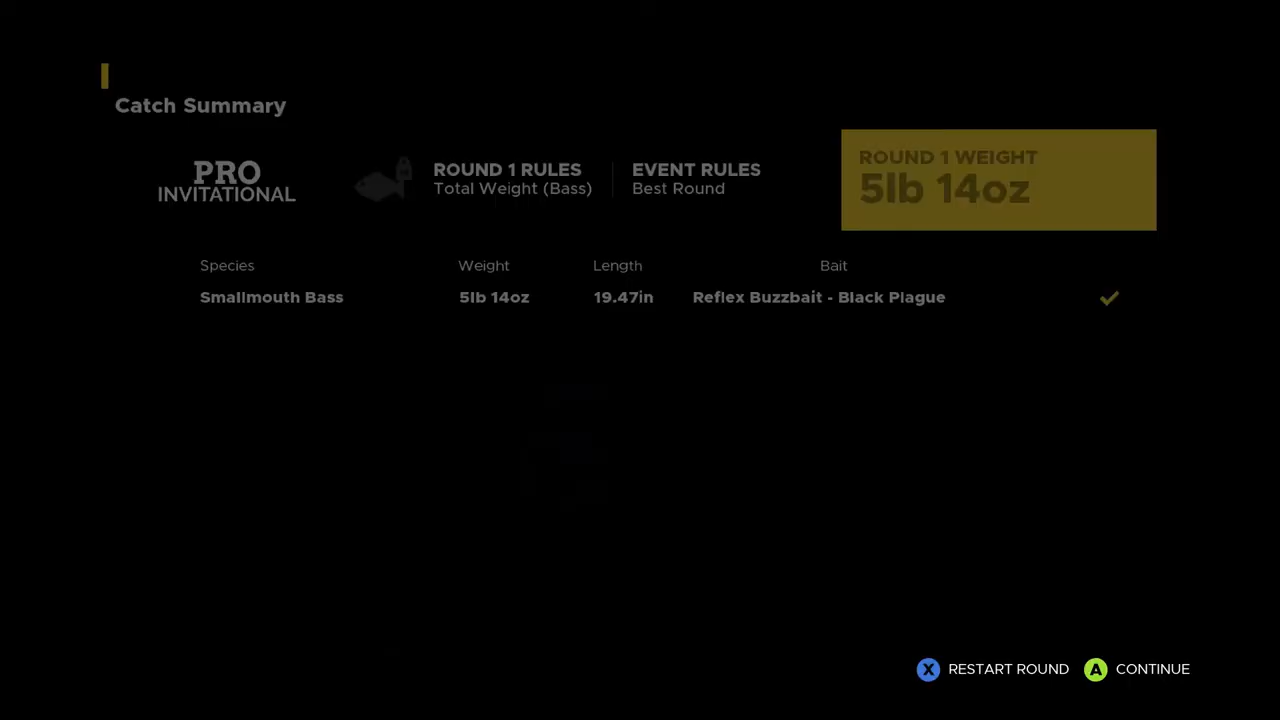 Catch Summary
PRO
INVITATIONAL
ROUND 1 RULES
Total Weight (Bass)
EVENT RULES
Best Round
ROUND 1 WEIGHT
5lb 14oz
Species Weight Length Bait
Smallmouth Bass 5lb 14oz 19.47in Reflex Buzzbait - Black Plague
X RESTART ROUND A CONTINUE